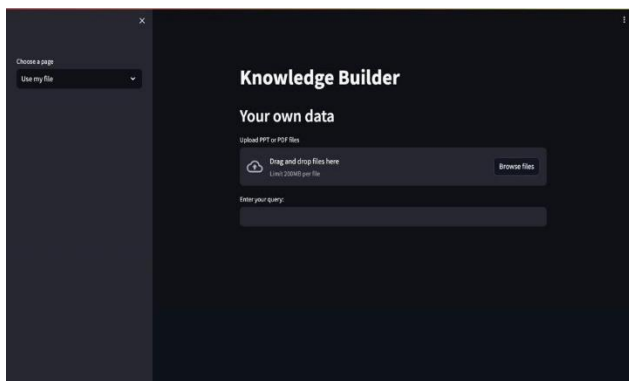 Choose a page
Use my file
Knowledge Builder
Your own data
Upload PPT or PDF files
Drag and drop files here
Limit 200MB per file
Browse files
Enter your query: